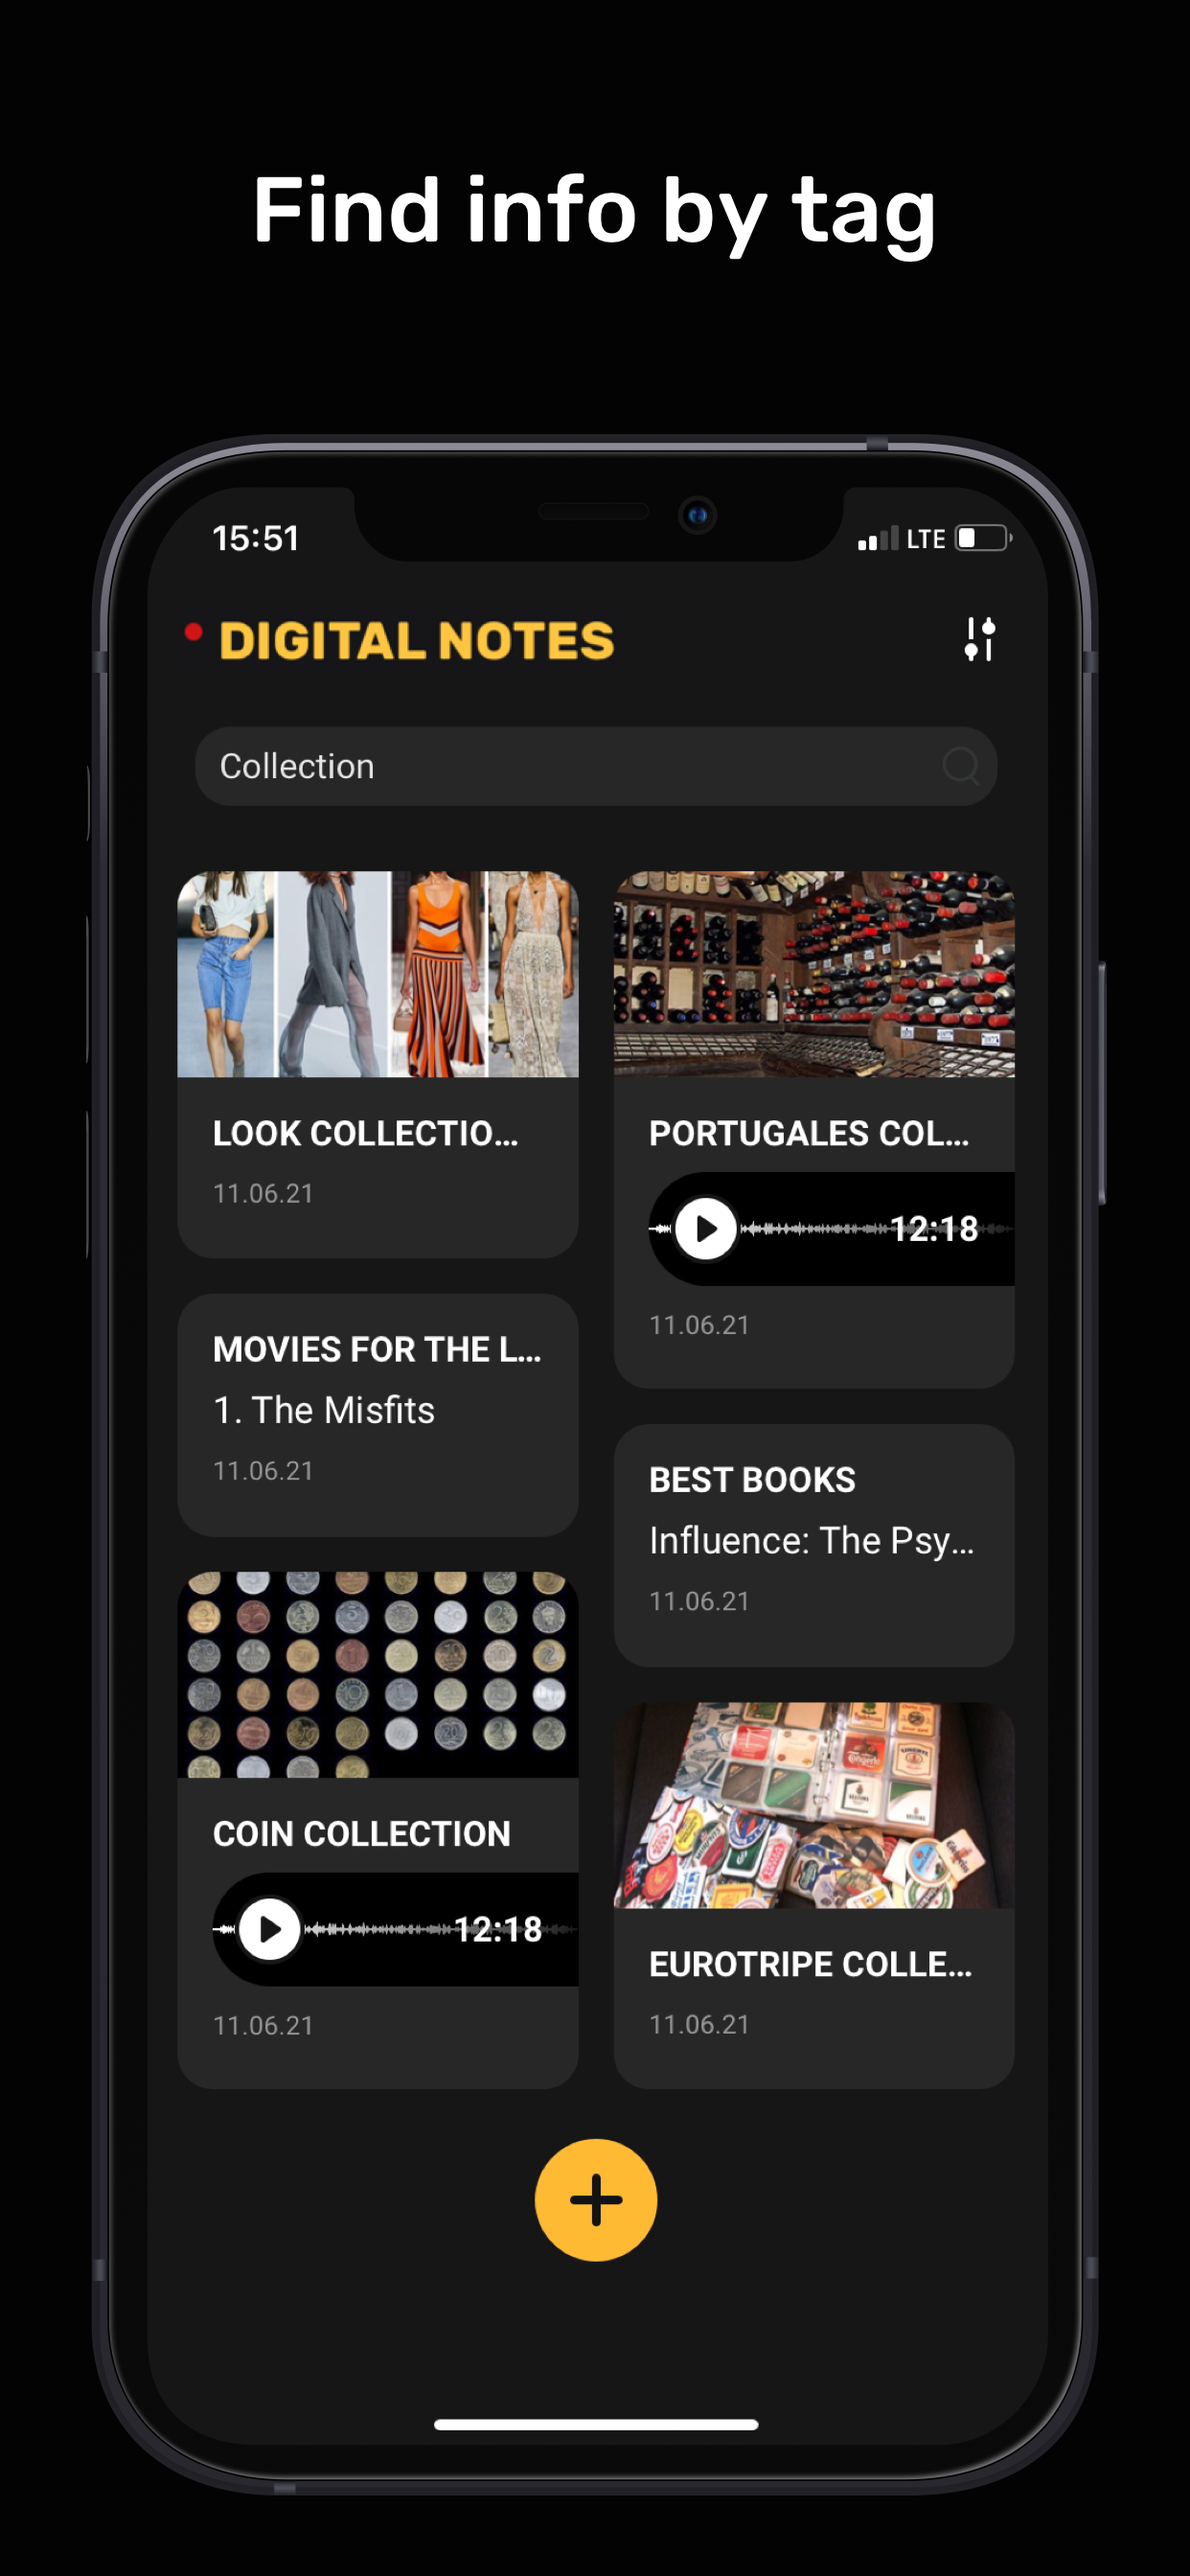 Find info by tag
15:51
LTE
DIGITAL NOTES
Collection
LOOK COLLECTIO...
11.06.21
MOVIES FOR THE L...
1. The Misfits
11.06.21
COIN COLLECTION
12:18
11.06.21
PORTUGALES COL...
12:18
11.06.21
BEST BOOKS
Influence: The Psy...
11.06.21
EUROTRIPE COLLE...
11.06.21